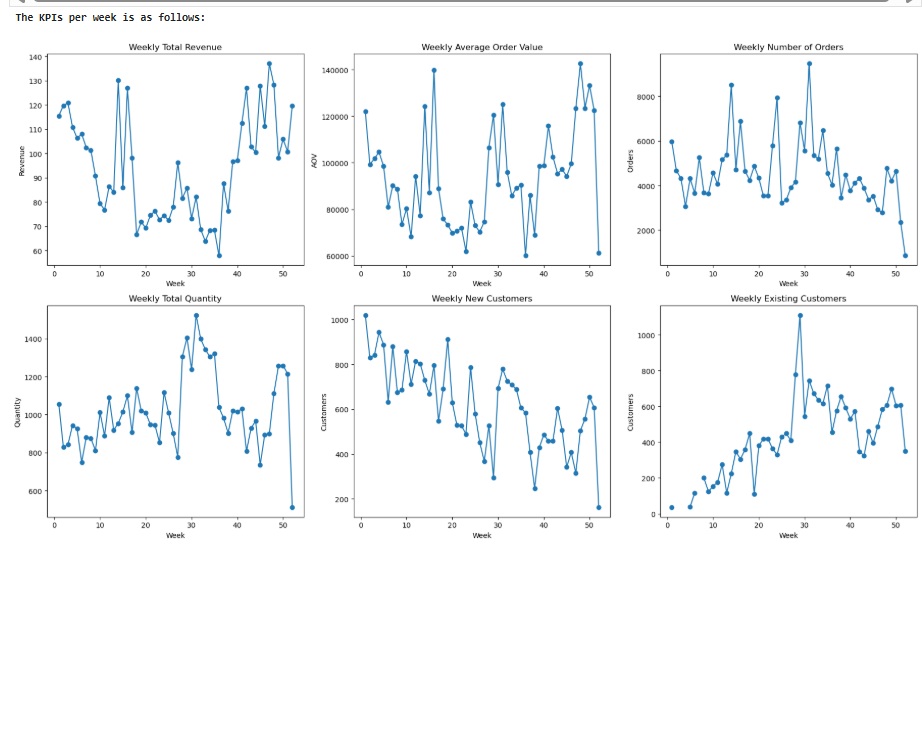 The KPIs per week is as follows:
Weekly Total Revenue
Revenue
140
130
120
110
100
90
80
70
60
0 10 20 30 40 50
Week
Weekly Average Order Value
AOV
140000
120000
100000
80000
60000
0 10 20 30 40 50
Week
Weekly Number of Orders
Orders
8000
6000
4000
2000
0 10 20 30 40 50
Week
Weekly Total Quantity
Quantity
1400
1200
1000
800
600
0 10 20 30 40 50
Week
Weekly New Customers
Customers
1000
800
600
400
200
0 10 20 30 40 50
Week
Weekly Existing Customers
Customers
1000
800
600
400
200
0
0 10 20 30 40 50
Week